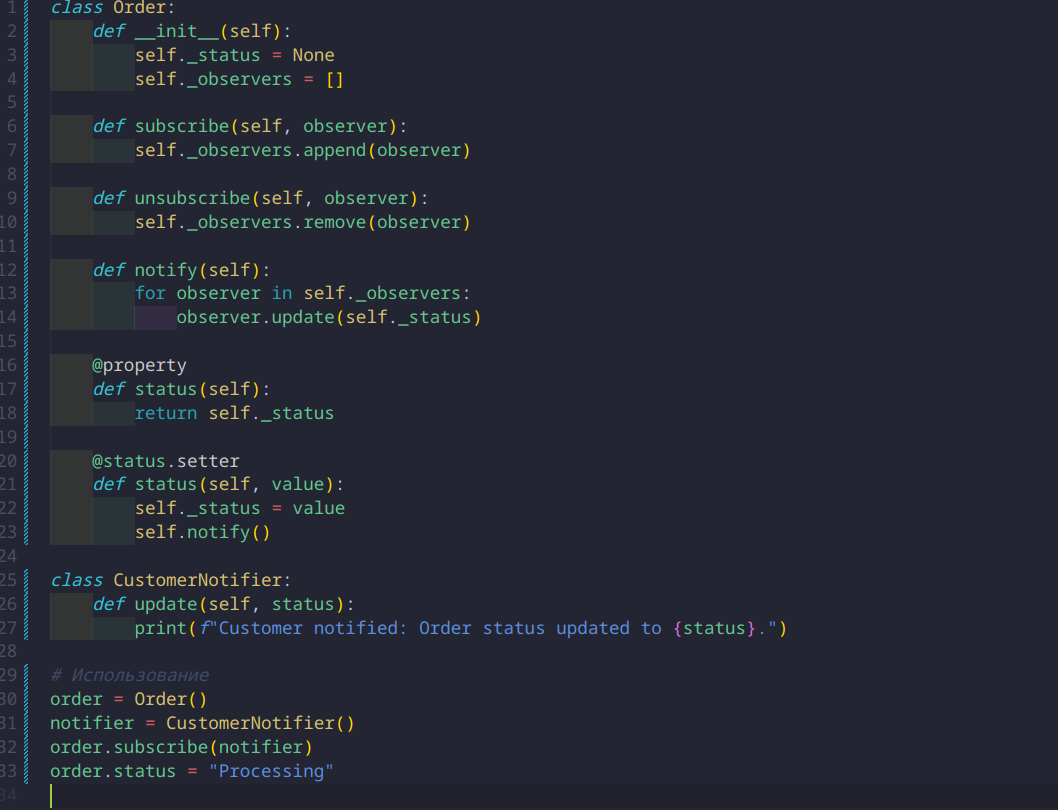 1 class Order:
2     def __init__(self):
3         self._status = None
4         self._observers = []
5
6     def subscribe(self, observer):
7         self._observers.append(observer)
8
9     def unsubscribe(self, observer):
10         self._observers.remove(observer)
11
12     def notify(self):
13         for observer in self._observers:
14             observer.update(self._status)
15
16     @property
17     def status(self):
18         return self._status
19
20     @status.setter
21     def status(self, value):
22         self._status = value
23         self.notify()
24
25 class CustomerNotifier:
26     def update(self, status):
27         print(f"Customer notified: Order status updated to {status}.")
28
29 # Использование
30 order = Order()
31 notifier = CustomerNotifier()
32 order.subscribe(notifier)
33 order.status = "Processing"
34